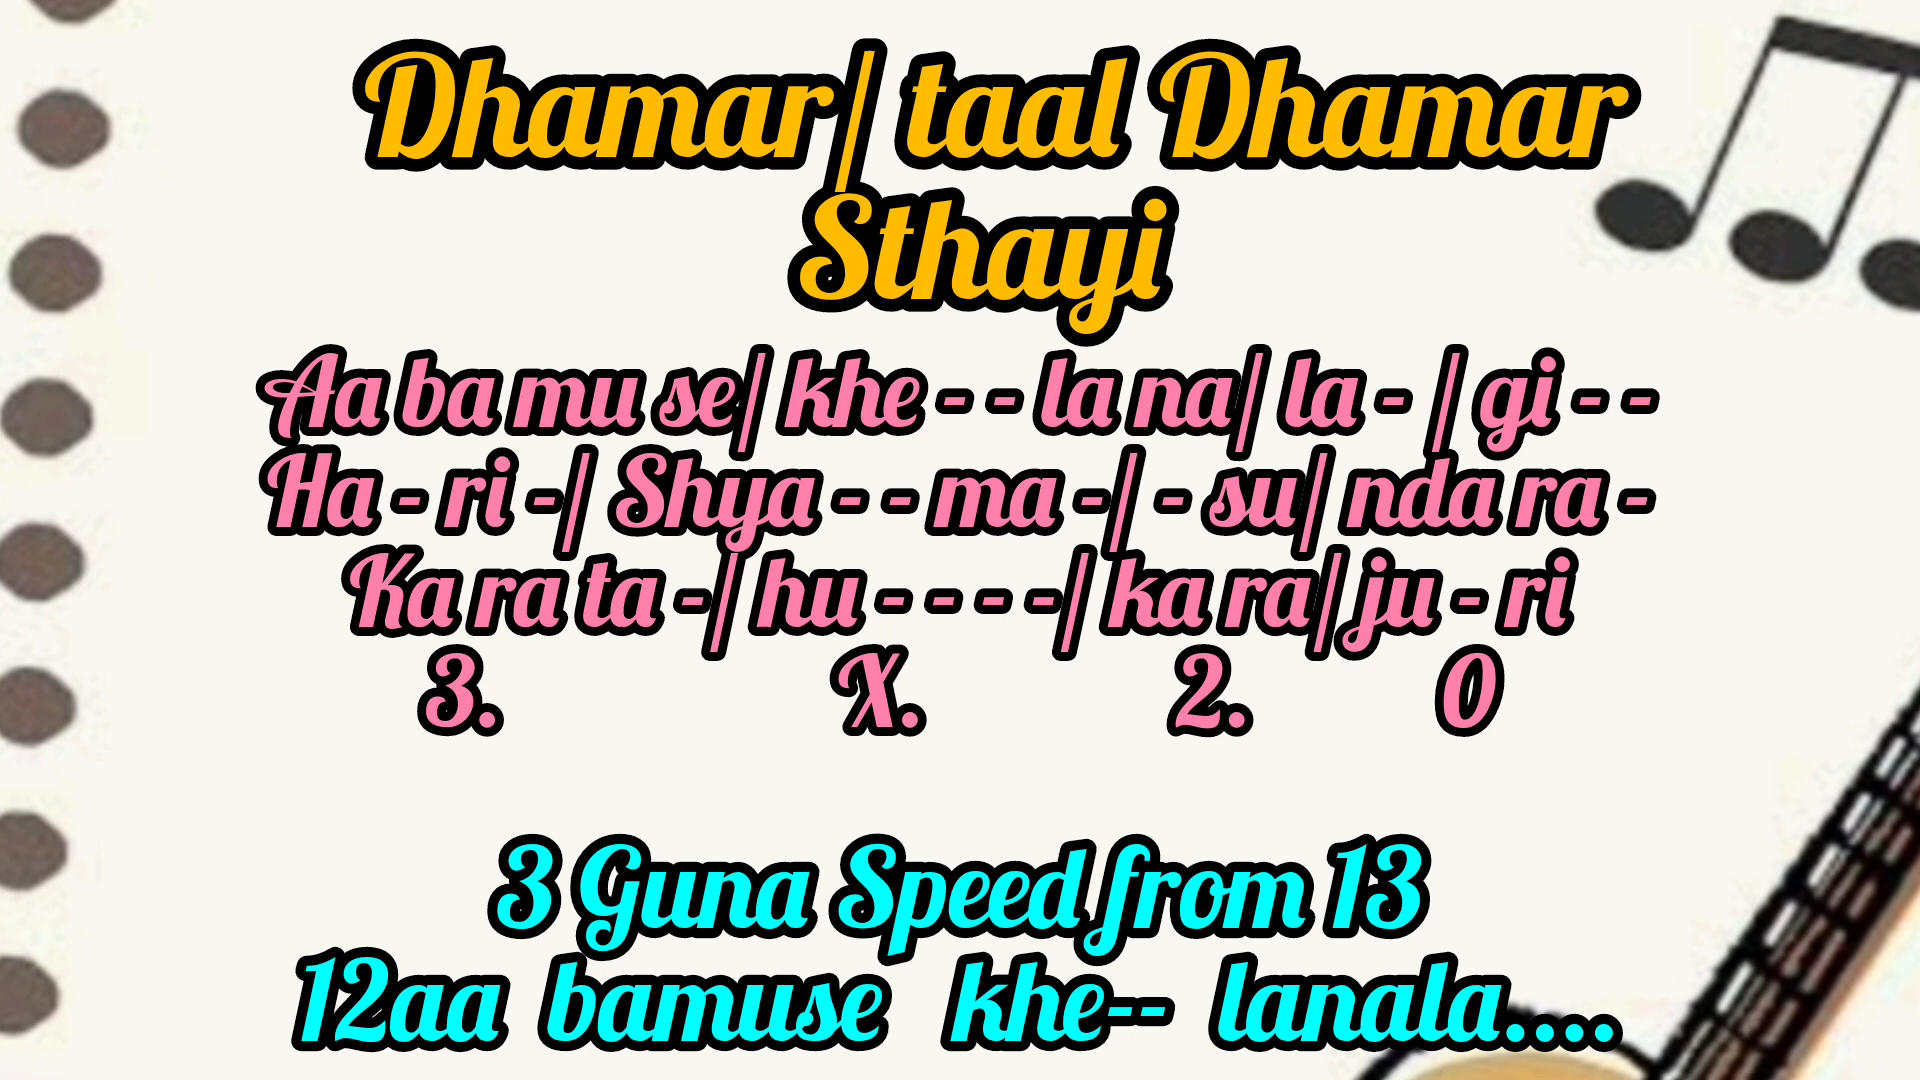 Dhamar/ taal Dhamar
Sthayi
Aa ba mu se/ khe - - la na/ la - / gi - -
Ha - ri -/ Shya - - ma -/ - su/ nda ra -
Ka ra ta -/ hu - - - -/ ka ra/ ju - ri
3. X. 2. 0
3 Guna Speed from 13
12aa bamuse khe-- lanala....